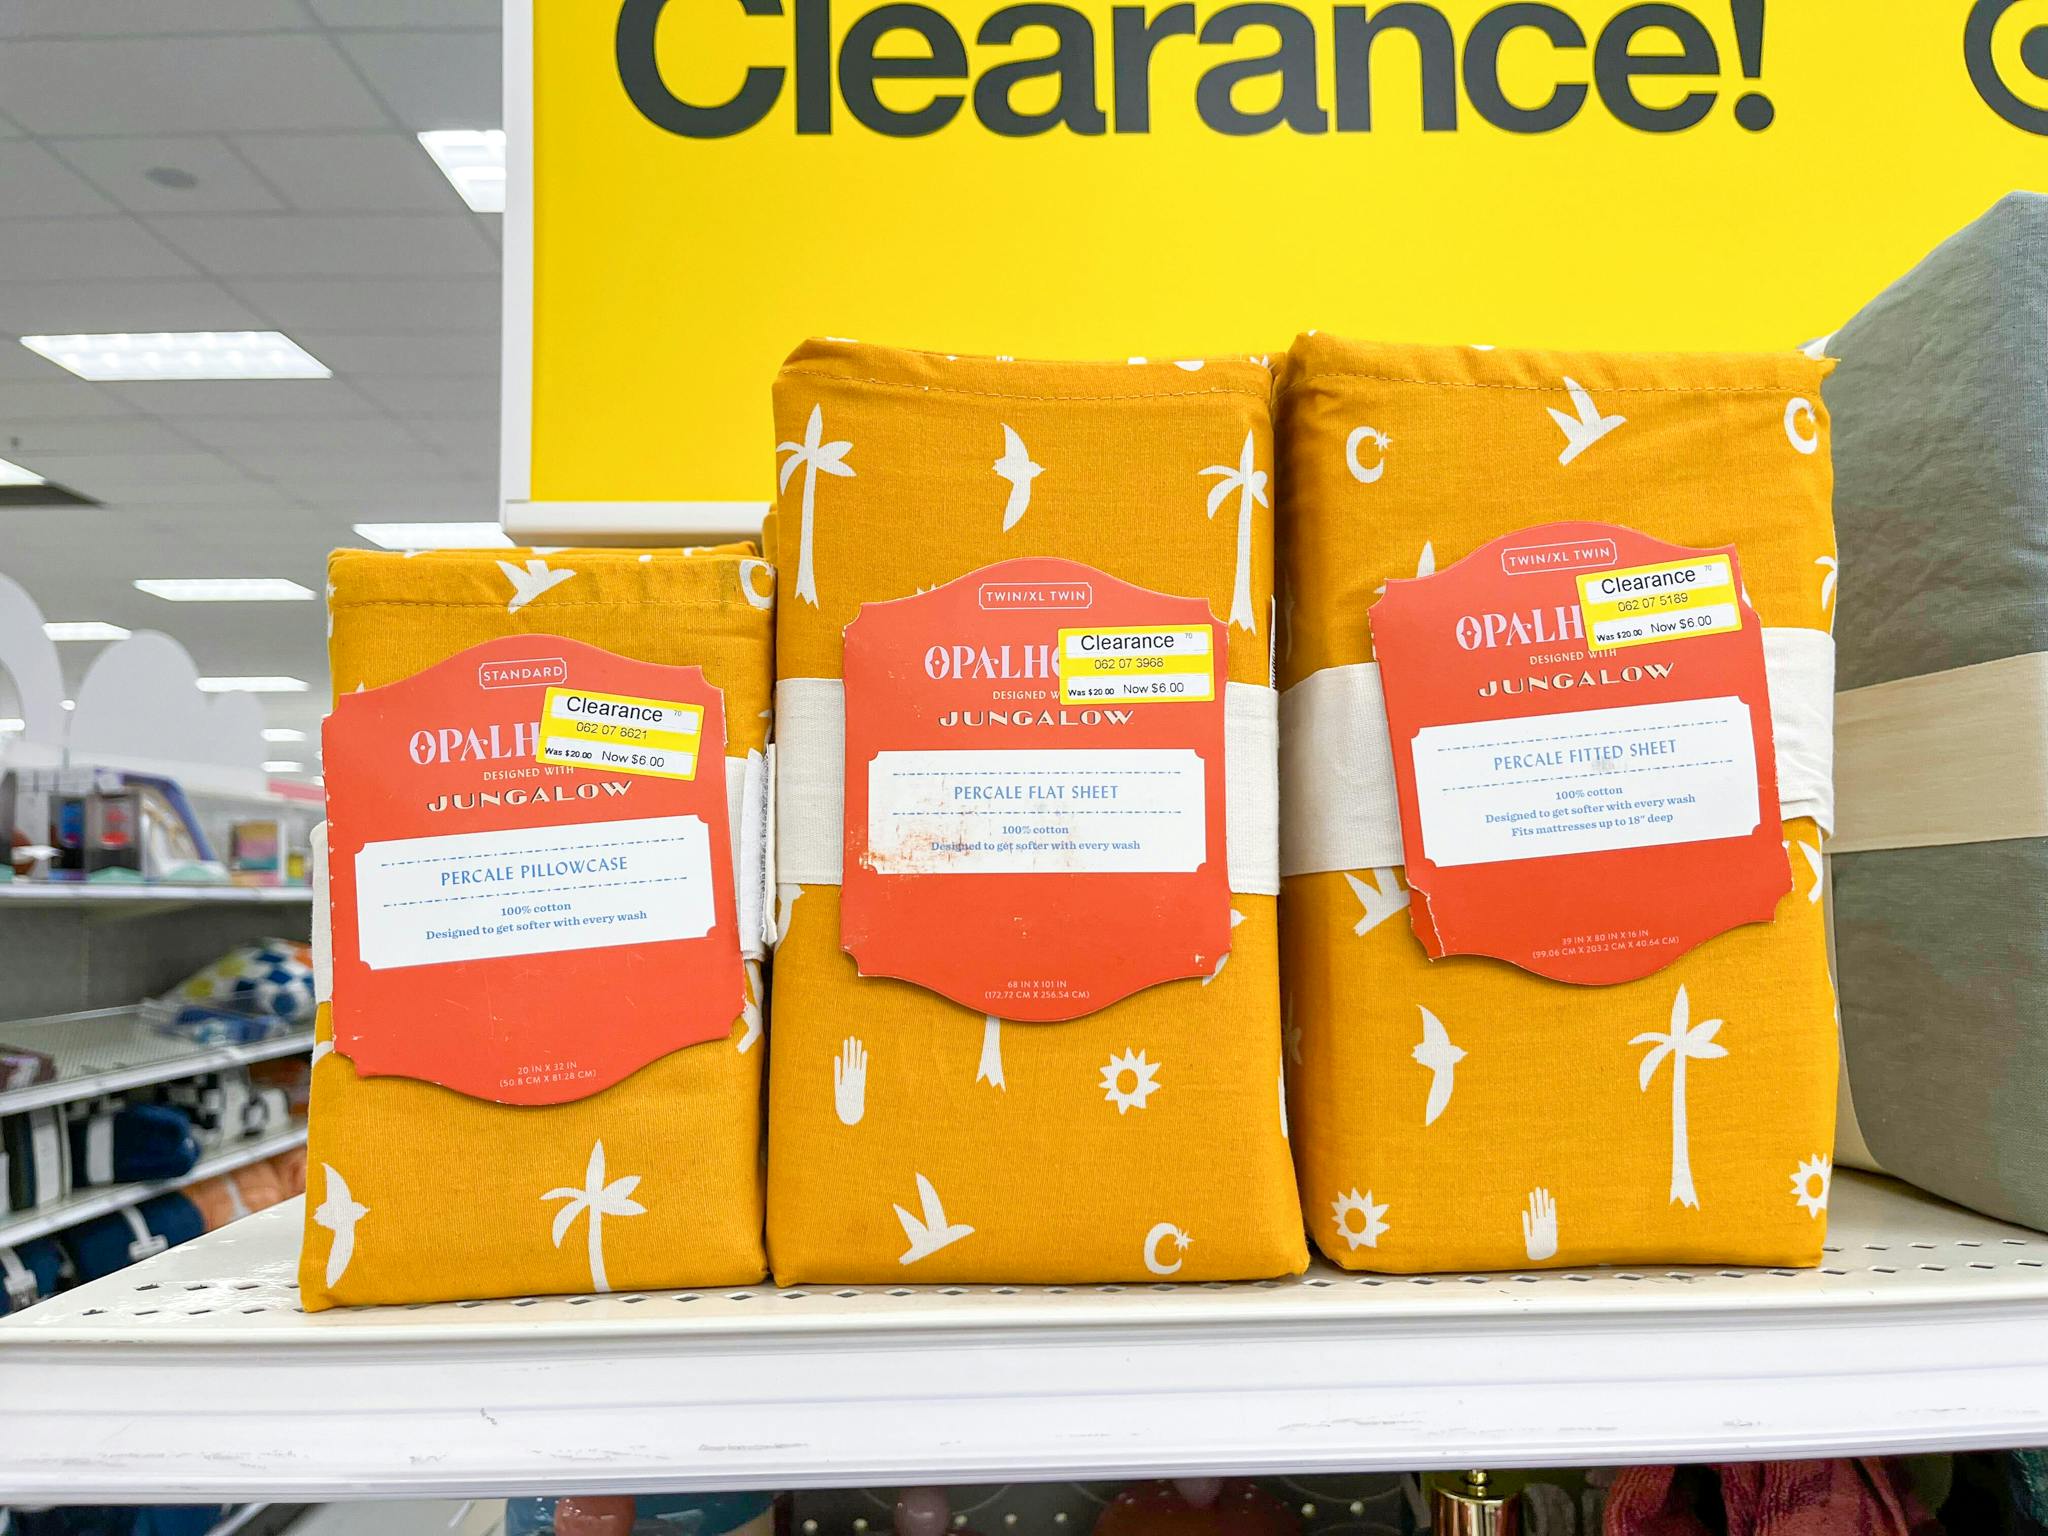 Clearance!
STANDARD
OPALH
DESIGNED WITH
JUNGALOW
Clearance 70
062 07 8621
Was $20.00 Now $6.00
PERCALE PILLOWCASE
100% cotton
Designed to get softer with every wash
20 IN X 32 IN
(50.8 CM X 81.28 CM)
TWIN/XL TWIN
OPALHO
DESIGNED W
JUNGALOW
Clearance 70
062 07 3968
Was $20.00 Now $6.00
PERCALE FLAT SHEET
100% cotton
Designed to get softer with every wash
68 IN X 101 IN
(172.72 CM X 256.54 CM)
TWIN/XL TWIN
OPALH
DESIGNED WITH
JUNGALOW
Clearance 70
062 07 5189
Was $20.00 Now $6.00
PERCALE FITTED SHEET
100% cotton
Designed to get softer with every wash
Fits mattresses up to 18" deep
39 IN X 80 IN X 16 IN
(99.06 CM X 203.2 CM X 40.64 CM)